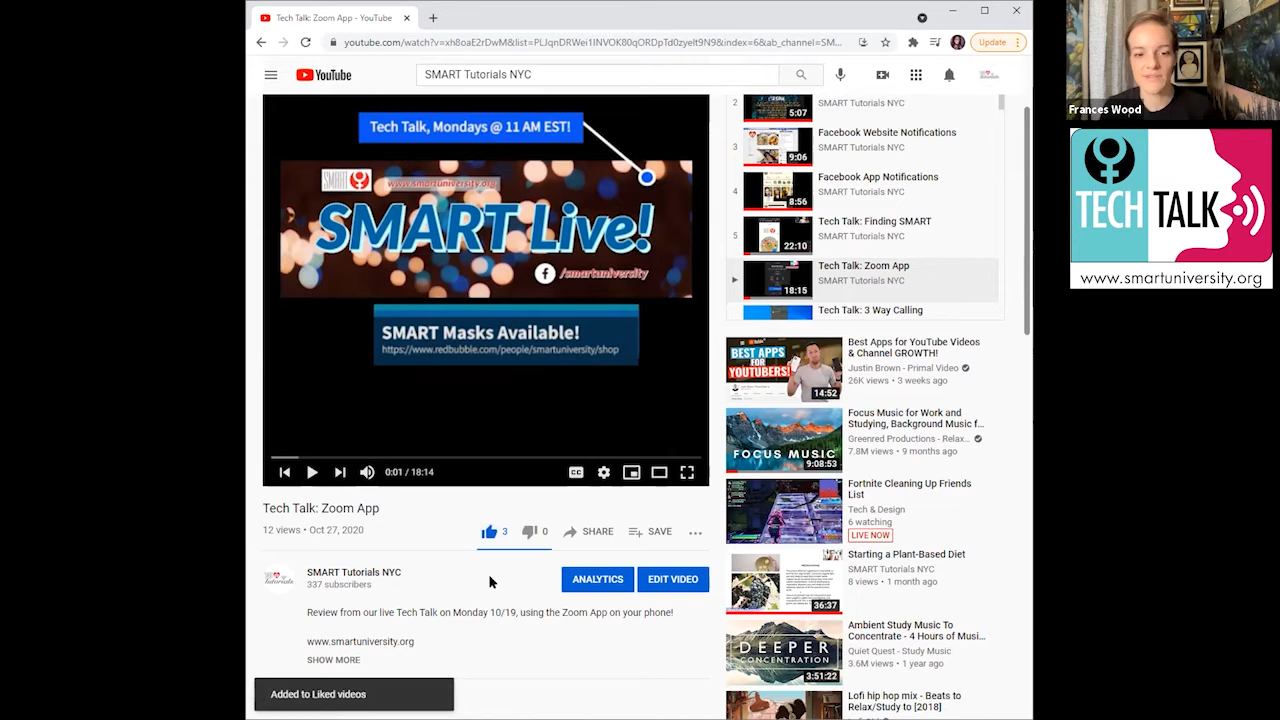 Tech Talk: Zoom App - YouTube
youtube.com/watch?v=xh8oaE2hvwM&list=PLJqnDRWei1INVOK80qORDpTd0zyeIt9N9&index=6&ab_channel=SM...
Update
YouTube
SMART Tutorials NYC
Tech Talk, Mondays @ 11 AM EST!
SMART
www.smartuniversity.org
SMART Live!
/smartuniversity
SMART Masks Available!
https://www.redbubble.com/people/smartuniversity/shop
0:01 / 18:14
CC
Tech Talk: Zoom App
12 views • Oct 27, 2020
0
SHARE
SAVE
SMART Tutorials NYC
337 subscribers
ANALYTICS
EDIT VIDEO
Review from our live Tech Talk on Monday 10/19, using the Zoom App on your phone!
www.smartuniversity.org
SHOW MORE
Added to Liked videos
2
5:07
SMART Tutorials NYC
3
9:06
Facebook Website Notifications
SMART Tutorials NYC
4
8:56
Facebook App Notifications
SMART Tutorials NYC
5
22:10
Tech Talk: Finding SMART
SMART Tutorials NYC
18:15
Tech Talk: Zoom App
SMART Tutorials NYC
Tech Talk: 3 Way Calling
BEST APPS
FOR
YOUTUBERS!
14:52
Best Apps for YouTube Videos
& Channel GROWTH!
Justin Brown - Primal Video
26K views • 3 weeks ago
FOCUS MUSIC
9:08:53
Focus Music for Work and
Studying, Background Music f...
Greenred Productions - Relax...
7.8M views • 9 months ago
Fortnite Cleaning Up Friends
List
Tech & Design
6 watching
LIVE NOW
36:37
Starting a Plant-Based Diet
SMART Tutorials NYC
8 views • 1 month ago
DEEPER
CONCENTRATION
3:51:22
Ambient Study Music To
Concentrate - 4 Hours of Musi...
Quiet Quest - Study Music
3.6M views • 1 year ago
Lofi hip hop mix - Beats to
Relax/Study to [2018]
Frances Wood
TECH TALK
www.smartuniversity.org